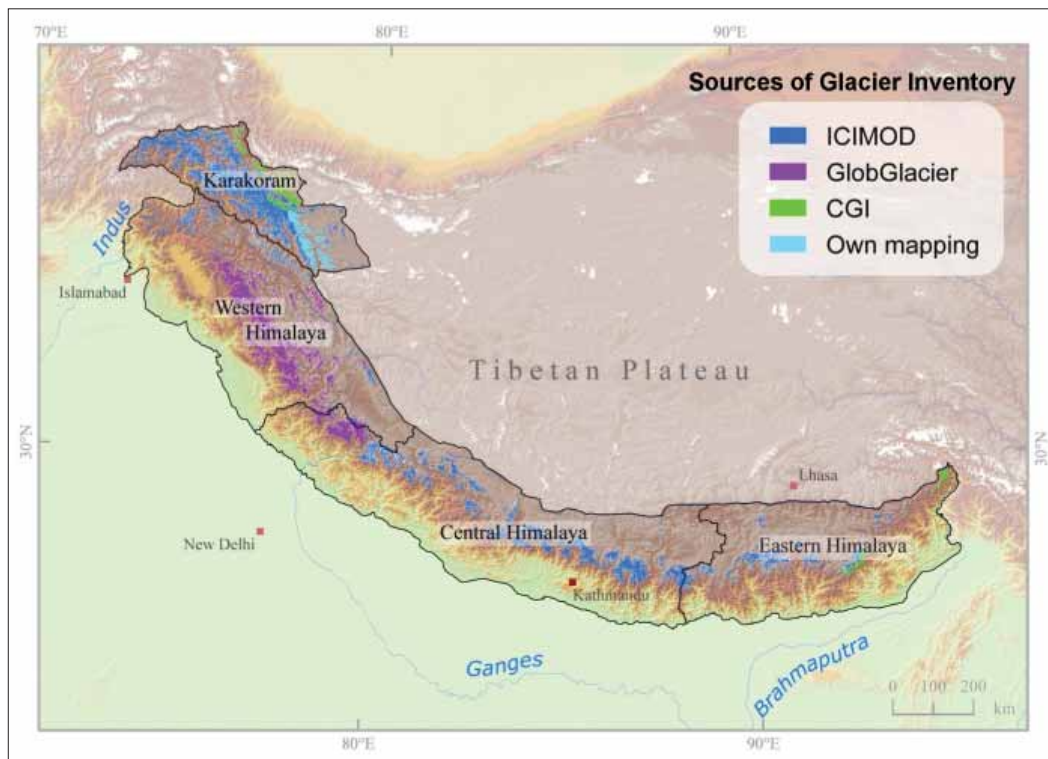 70°E
80°E
90°E
Sources of Glacier Inventory
ICIMOD
GlobGlacier
CGI
Own mapping
Karakoram
Indus
Islamabad
Western
Himalaya
Tibetan Plateau
30°N
30°N
Lhasa
New Delhi
Central Himalaya
Eastern Himalaya
Kathmandu
Ganges
Brahmaputra
0 100 200
km
80°E
90°E